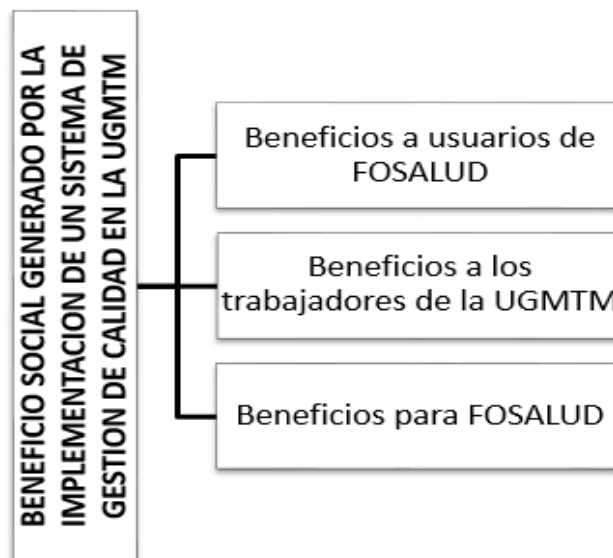 BENEFICIO SOCIAL GENERADO POR LA
IMPLEMENTACION DE UN SISTEMA DE
GESTION DE CALIDAD EN LA UGMTM
Beneficios a usuarios de
FOSALUD
Beneficios a los
trabajadores de la UGMTM
Beneficios para FOSALUD